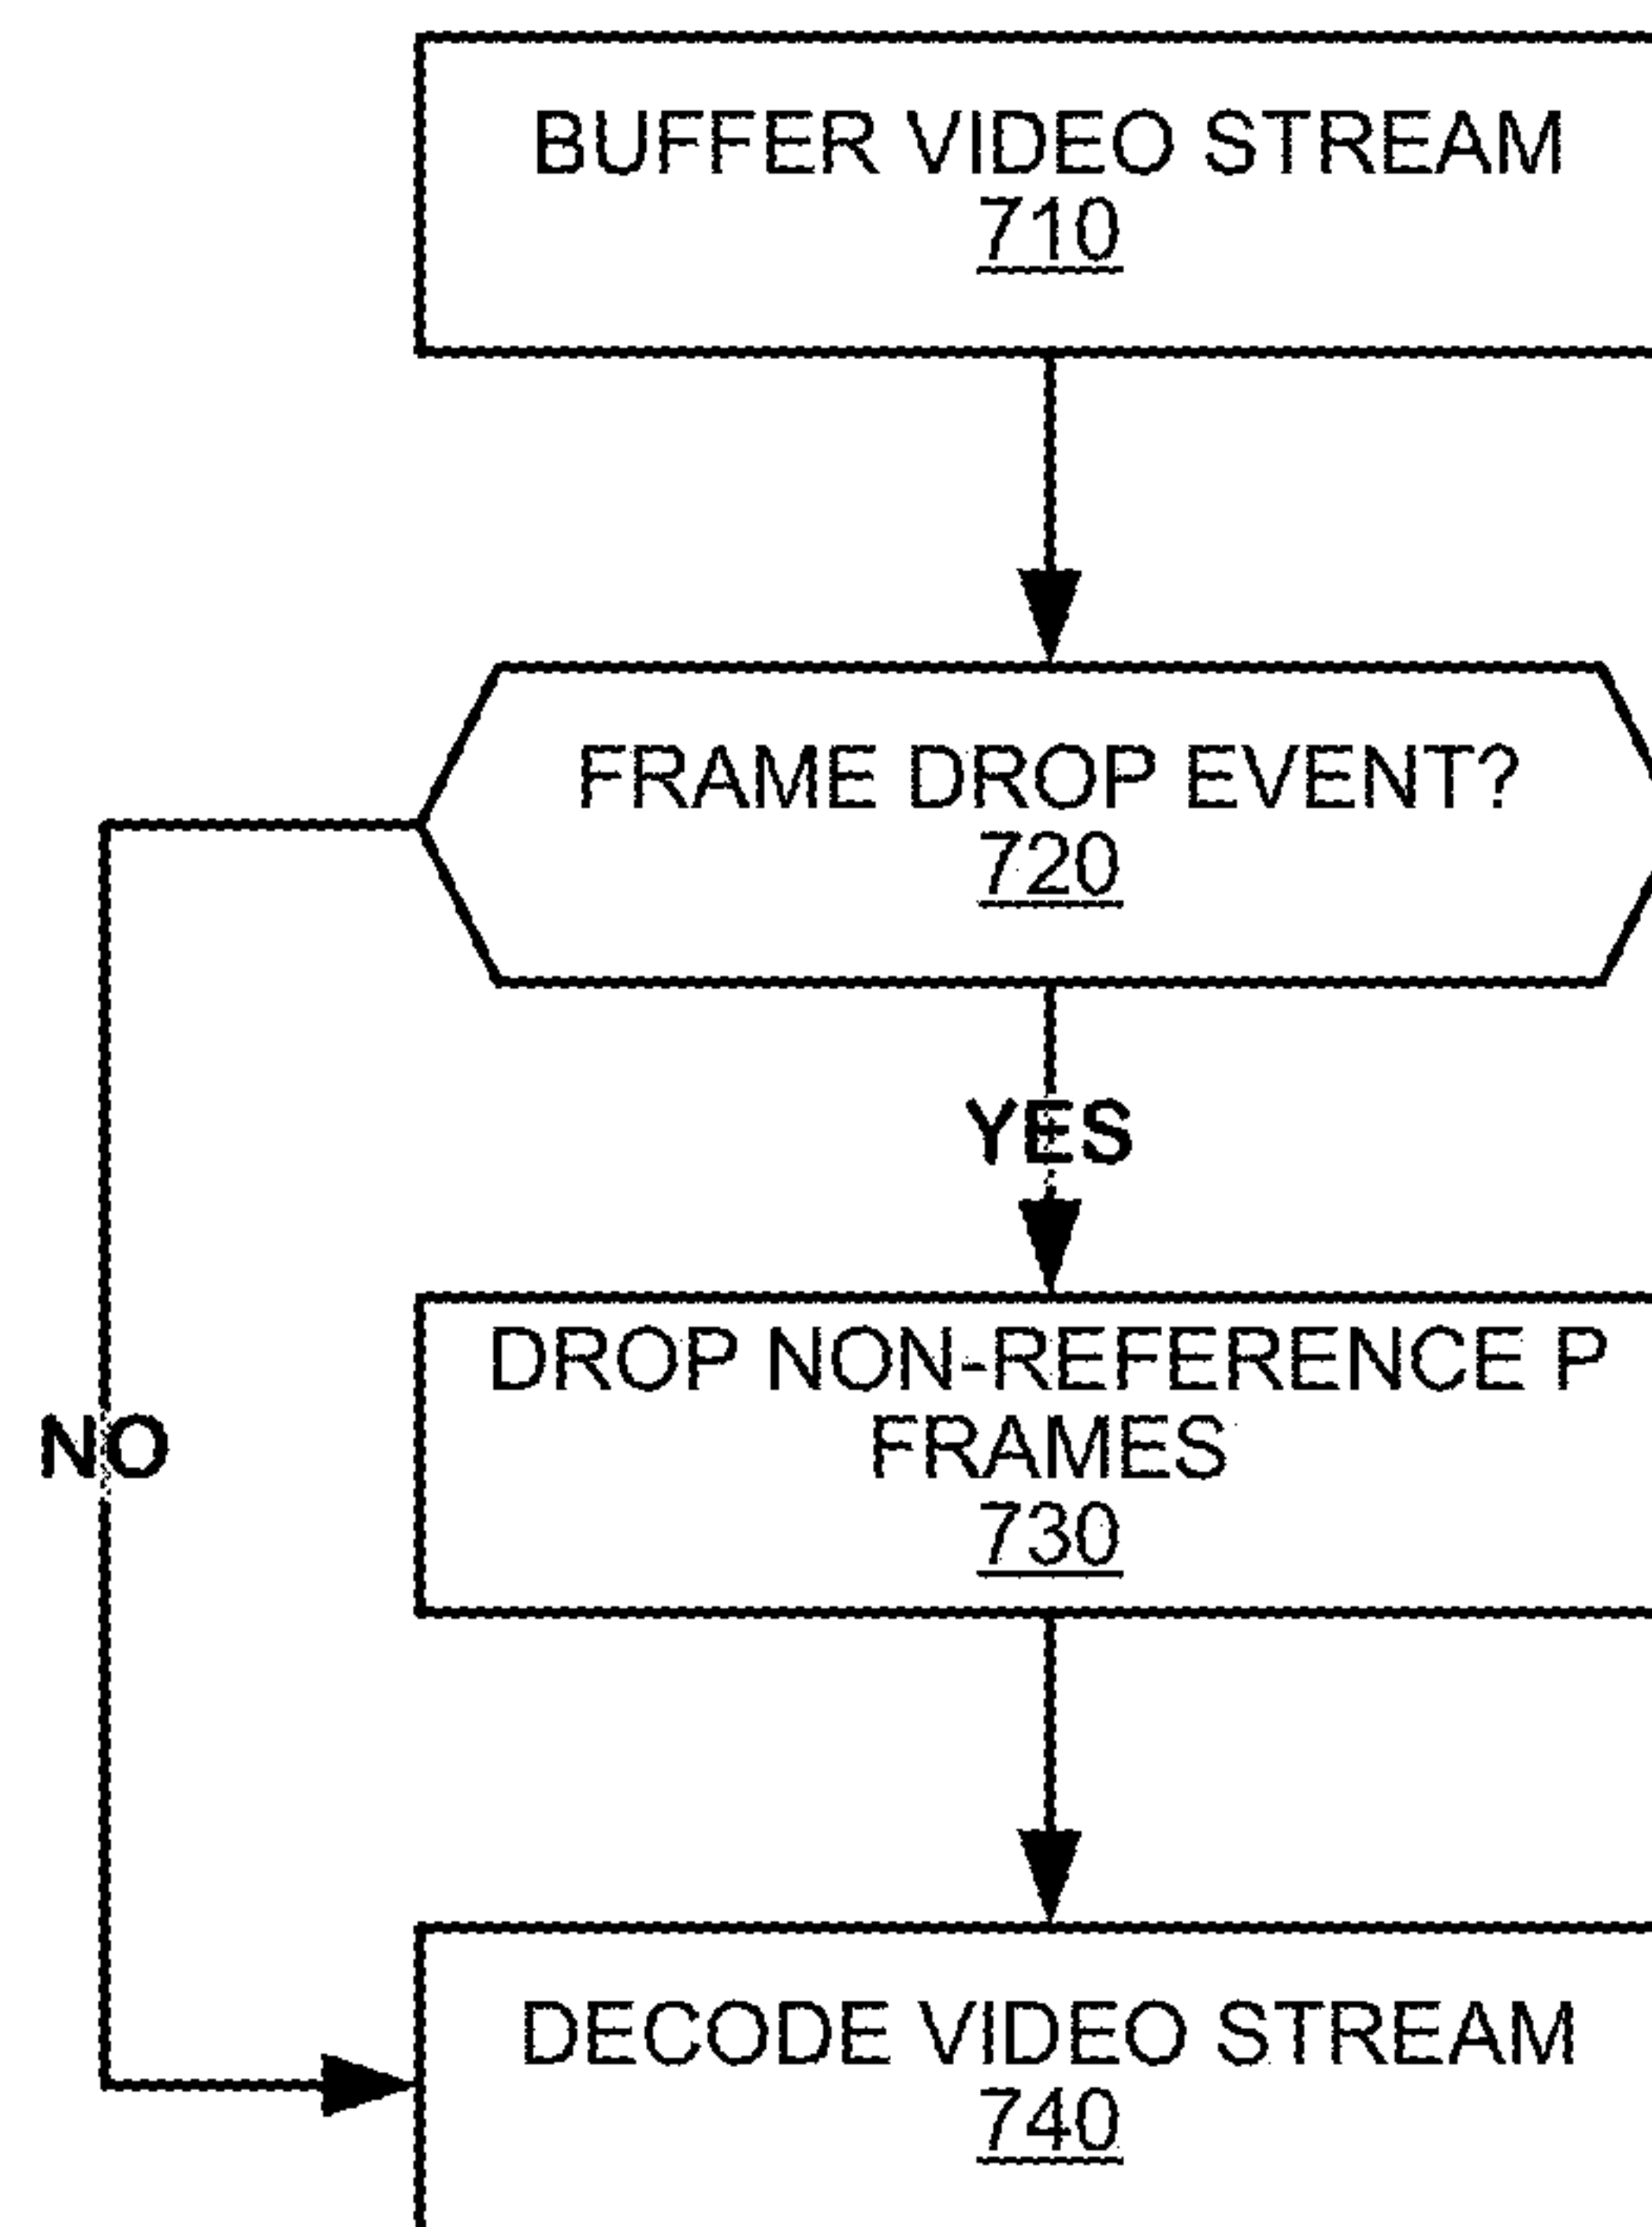 BUFFER VIDEO STREAM
710
FRAME DROP EVENT?
720
YES
DROP NON-REFERENCE P
FRAMES
730
NO
DECODE VIDEO STREAM
740